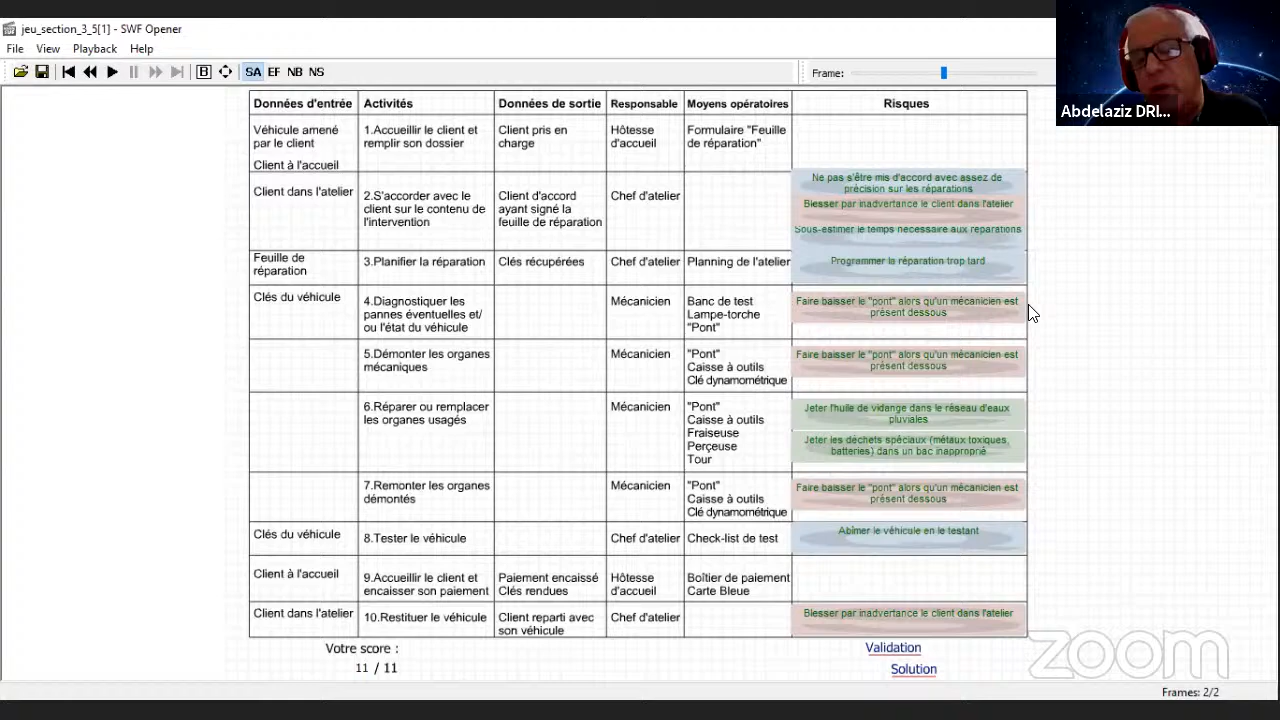 jeu_section_3_5[1] - SWF Opener
File View Playback Help
B SA EF NB NS
Frame:
Abdelaziz DRI...
Données d'entrée Activités Données de sortie Responsable Moyens opératoires Risques
Véhicule amené
par le client
Client à l'accueil
1.Accueillir le client et
remplir son dossier
Client pris en
charge
Hôtesse
d'accueil
Formulaire "Feuille
de réparation"
Client dans l'atelier
2.S'accorder avec le
client sur le contenu de
l'intervention
Client d'accord
ayant signé la
feuille de réparation
Chef d'atelier
Ne pas s'être mis d'accord avec assez de
précision sur les réparations
Blesser par inadvertance le client dans l'atelier
Sous-estimer le temps nécessaire aux réparations
Feuille de
réparation
3.Planifier la réparation
Clés récupérées
Chef d'atelier
Planning de l'atelier
Programmer la réparation trop tard
Clés du véhicule
4.Diagnostiquer les
pannes éventuelles et/
ou l'état du véhicule
Mécanicien
Banc de test
Lampe-torche
"Pont"
Faire baisser le "pont" alors qu'un mécanicien est
présent dessous
5.Démonter les organes
mécaniques
Mécanicien
"Pont"
Caisse à outils
Clé dynamométrique
Faire baisser le "pont" alors qu'un mécanicien est
présent dessous
6.Réparer ou remplacer
les organes usagés
Mécanicien
"Pont"
Caisse à outils
Fraiseuse
Perçeuse
Tour
Jeter l'huile de vidange dans le réseau d'eaux
pluviales
Jeter les déchets spéciaux (métaux toxiques,
batteries) dans un bac inapproprié
7.Remonter les organes
démontés
Mécanicien
"Pont"
Caisse à outils
Clé dynamométrique
Faire baisser le "pont" alors qu'un mécanicien est
présent dessous
Clés du véhicule
8.Tester le véhicule
Chef d'atelier
Check-list de test
Abîmer le véhicule en le testant
Client à l'accueil
9.Accueillir le client et
encaisser son paiement
Paiement encaissé
Clés rendues
Hôtesse
d'accueil
Boîtier de paiement
Carte Bleue
Client dans l'atelier
10.Restituer le véhicule
Client reparti avec
son véhicule
Chef d'atelier
Blesser par inadvertance le client dans l'atelier
Votre score :
11 / 11
Validation
Solution
zoom
Frames: 2/2